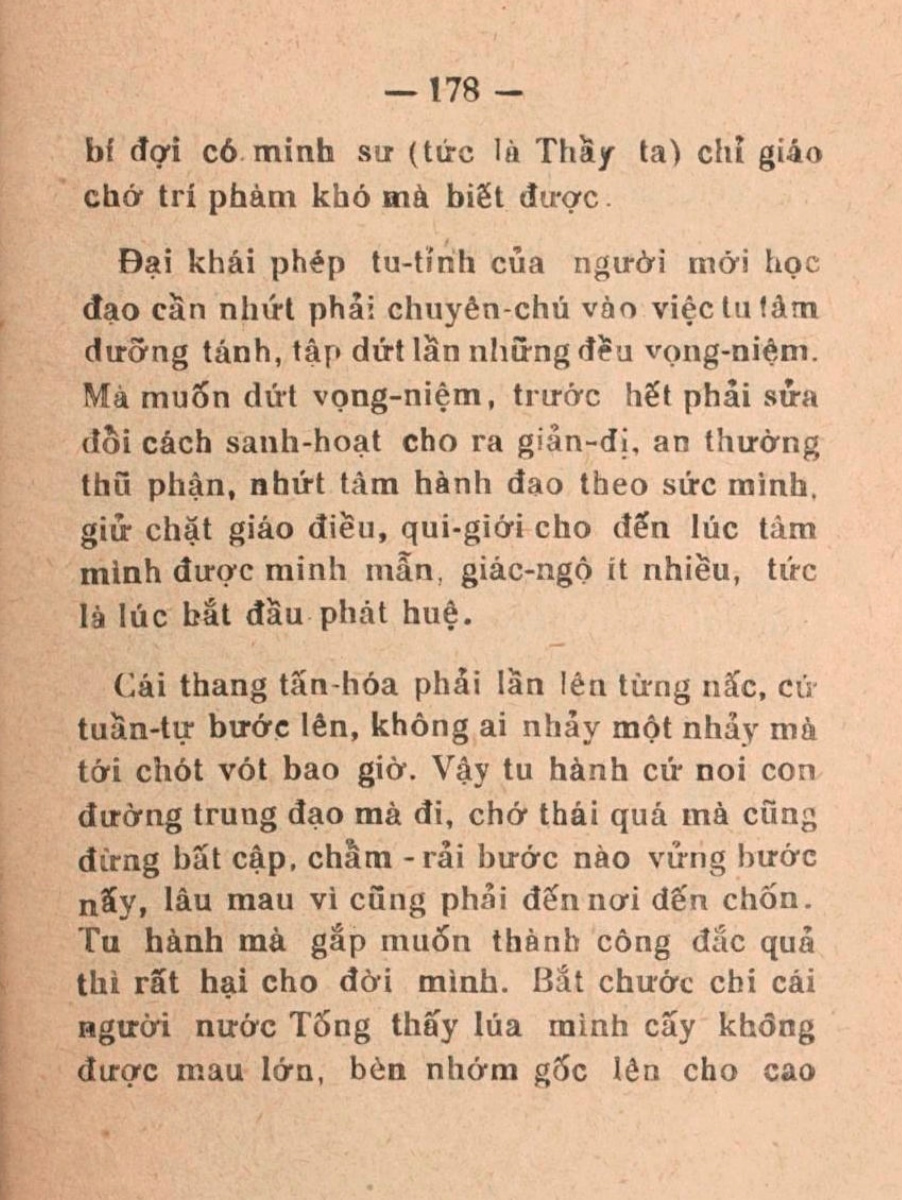 — 178 —
bí đợi có minh sư (tức là Thầy ta) chỉ giáo
chớ trí phàm khó mà biết được.
Đại khái phép tu-tỉnh của người mới học
đạo cần nhứt phải chuyên-chú vào việc tu tâm
dưỡng tánh, tập dứt lần những đều vọng-niệm.
Mà muốn dứt vọng-niệm, trước hết phải sửa
đổi cách sanh-hoạt cho ra giản-dị, an thường
thũ phận, nhứt tâm hành đạo theo sức mình,
giử chặt giáo điều, qui-giới cho đến lúc tâm
mình được minh mẫn, giác-ngộ ít nhiều, tức
là lúc bắt đầu phát huệ.
Cái thang tấn-hóa phải lần lên từng nấc, cứ
tuần-tự bước lên, không ai nhảy một nhảy mà
tới chót vót bao giờ. Vậy tu hành cứ noi con
đường trung đạo mà đi, chớ thái quá mà cũng
đừng bất cập, chẩm - rải bước nào vửng bước
nấy, lâu mau vì cũng phải đến nơi đến chốn.
Tu hành mà gắp muốn thành công đắc quả
thì rất hại cho đời mình. Bắt chước chi cái
người nước Tống thấy lúa mình cấy không
được mau lớn, bèn nhớm gốc lên cho cao